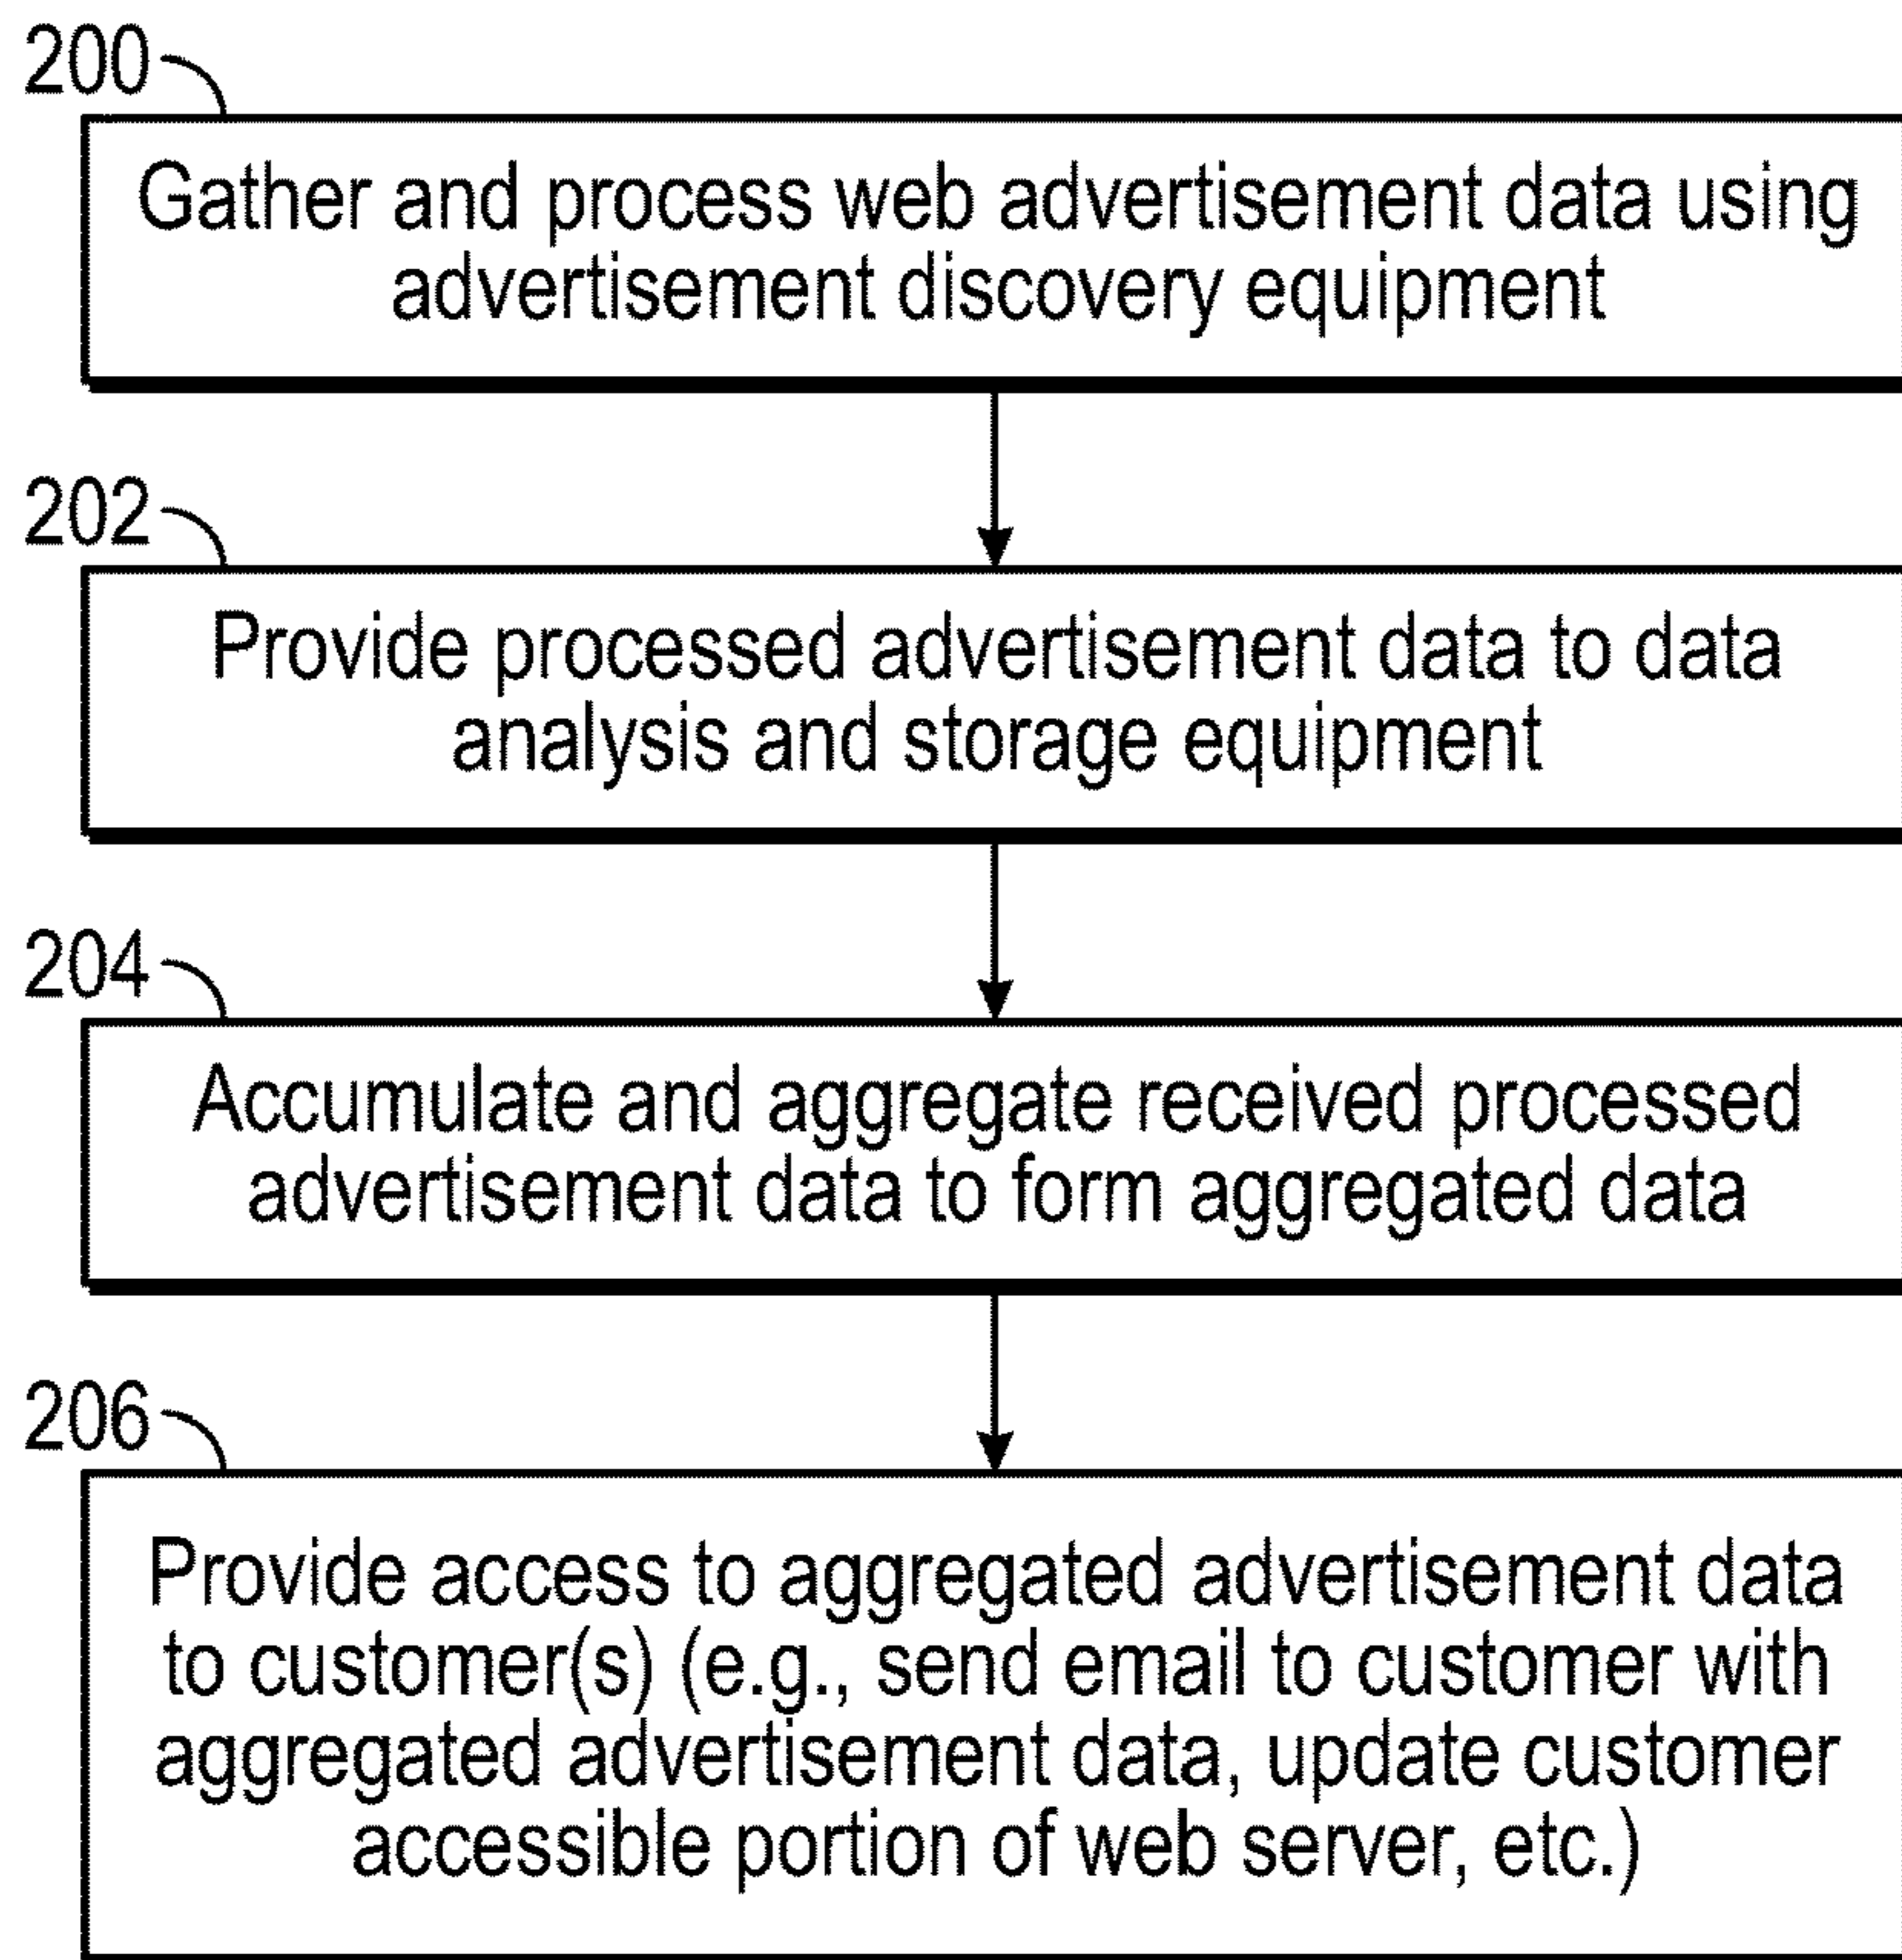 200
Gather and process web advertisement data using
advertisement discovery equipment
202
Provide processed advertisement data to data
analysis and storage equipment
204
Accumulate and aggregate received processed
advertisement data to form aggregated data
206
Provide access to aggregated advertisement data
to customer(s) (e.g., send email to customer with
aggregated advertisement data, update customer
accessible portion of web server, etc.)